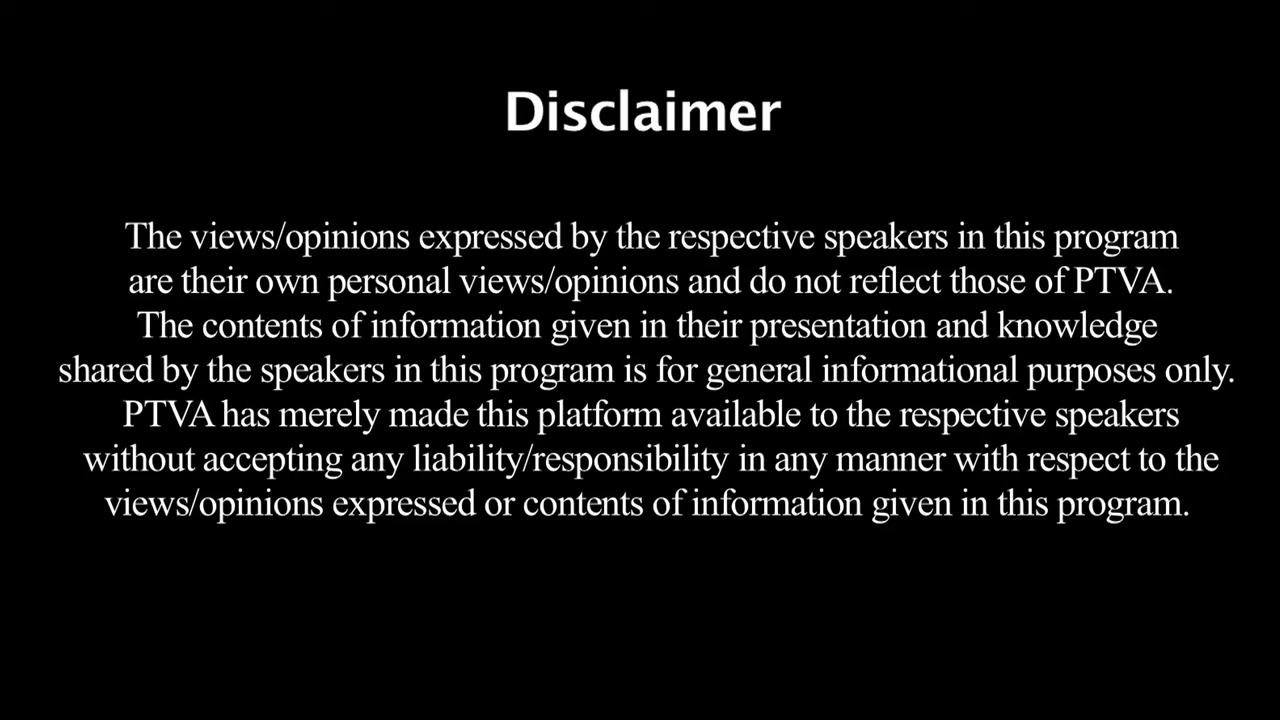 Disclaimer
The views/opinions expressed by the respective speakers in this program
are their own personal views/opinions and do not reflect those of PTVA.
The contents of information given in their presentation and knowledge
shared by the speakers in this program is for general informational purposes only.
PTVA has merely made this platform available to the respective speakers
without accepting any liability/responsibility in any manner with respect to the
views/opinions expressed or contents of information given in this program.